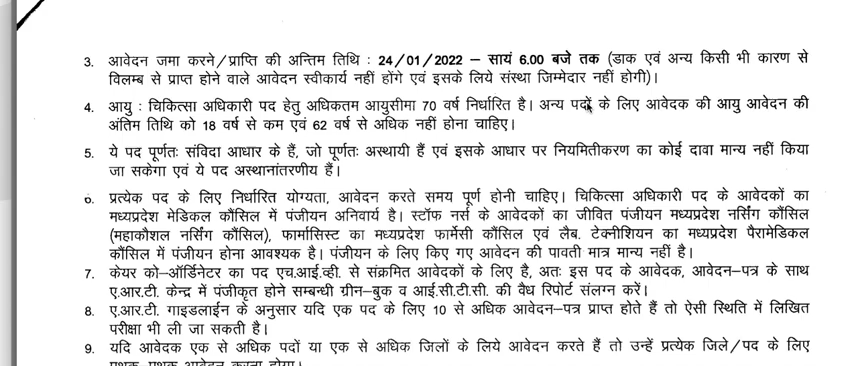 3. आवेदन जमा करने/प्राप्ति की अन्तिम तिथि : 24/01/2022 – सायं 6.00 बजे तक (डाक एवं अन्य किसी भी कारण से
विलम्ब से प्राप्त होने वाले आवेदन स्वीकार्य नहीं होंगे एवं इसके लिये संस्था जिम्मेदार नहीं होगी)।
4. आयु : चिकित्सा अधिकारी पद हेतु अधिकतम आयुसीमा 70 वर्ष निर्धारित है। अन्य पदों के लिए आवेदक की आयु आवेदन की
अंतिम तिथि को 18 वर्ष से कम एवं 62 वर्ष से अधिक नहीं होना चाहिए।
5. ये पद पूर्णतः संविदा आधार के हैं, जो पूर्णतः अस्थायी हैं एवं इसके आधार पर नियमितीकरण का कोई दावा मान्य नहीं किया
जा सकेगा एवं ये पद अस्थानांतरणीय हैं।
6. प्रत्येक पद के लिए निर्धारित योग्यता, आवेदन करते समय पूर्ण होनी चाहिए। चिकित्सा अधिकारी पद के आवेदकों का
मध्यप्रदेश मेडिकल कौंसिल में पंजीयन अनिवार्य है। स्टॉफ नर्स के आवेदकों का जीवित पंजीयन मध्यप्रदेश नर्सिंग कौंसिल
(महाकौशल नर्सिंग कौंसिल), फार्मासिस्ट का मध्यप्रदेश फार्मेसी कौंसिल एवं लैब. टेक्नीशियन का मध्यप्रदेश पैरामेडिकल
कौंसिल में पंजीयन होना आवश्यक है। पंजीयन के लिए किए गए आवेदन की पावती मात्र मान्य नहीं है।
7. केयर को–ऑर्डिनेटर का पद एच.आई.व्ही. से संक्रमित आवेदकों के लिए है, अतः इस पद के आवेदक, आवेदन–पत्र के साथ
ए.आर.टी. केन्द्र में पंजीकृत होने सम्बन्धी ग्रीन–बुक व आई.सी.टी.सी. की वैध रिपोर्ट संलग्न करें।
8. ए.आर.टी. गाइडलाईन के अनुसार यदि एक पद के लिए 10 से अधिक आवेदन–पत्र प्राप्त होते हैं तो ऐसी स्थिति में लिखित
परीक्षा भी ली जा सकती है।
9. यदि आवेदक एक से अधिक पदों या एक से अधिक जिलों के लिये आवेदन करते हैं तो उन्हें प्रत्येक जिले/पद के लिए